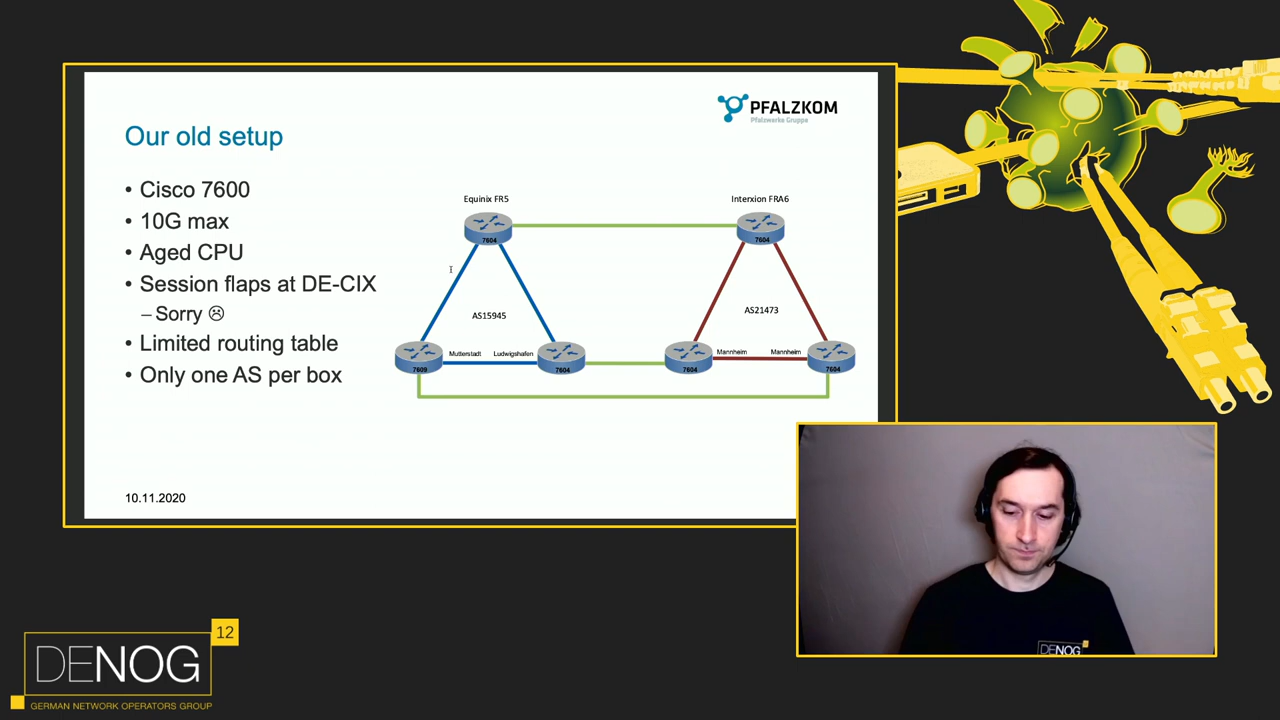 PFALZKOM
Pfalzwerke Gruppe
Our old setup
• Cisco 7600
• 10G max
• Aged CPU
• Session flaps at DE-CIX
– Sorry ☹
• Limited routing table
• Only one AS per box
Equinix FR5
Interxion FRA6
7604
7604
AS15945
AS21473
Mutterstadt
Ludwigshafen
Mannheim
Mannheim
7609
7604
7604
7604
10.11.2020
DENOG
12
DENOG
GERMAN NETWORK OPERATORS GROUP